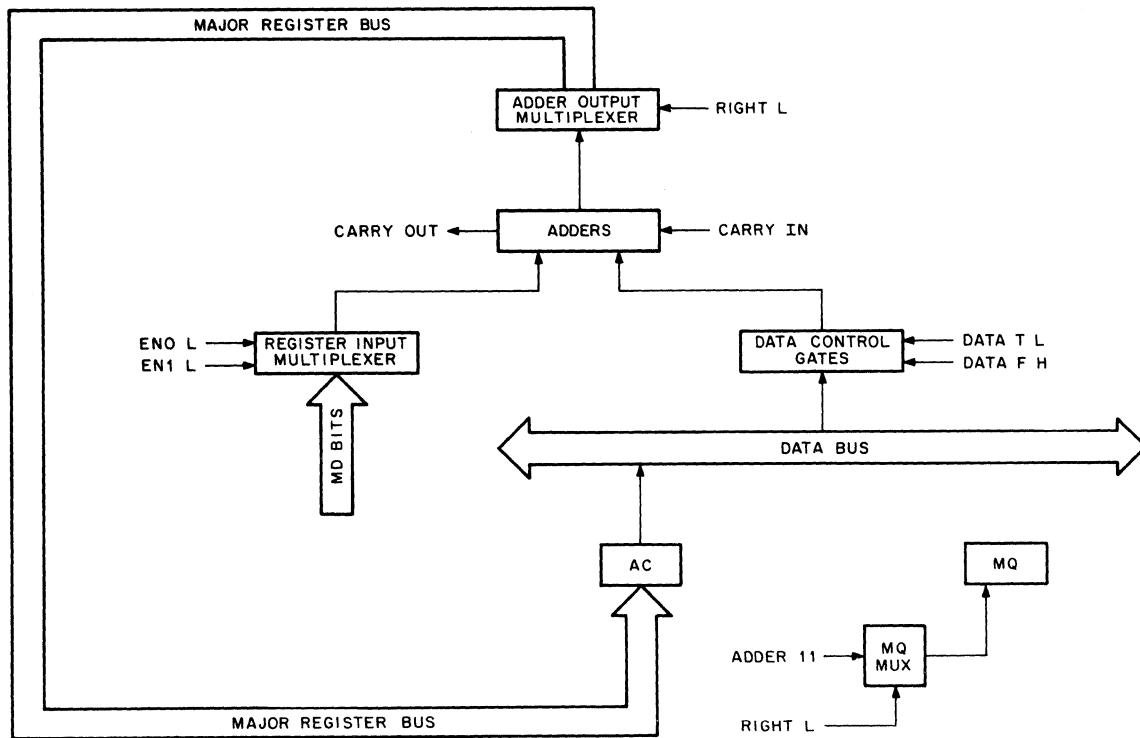 MAJOR REGISTER BUS
ADDER OUTPUT
MULTIPLEXER
RIGHT L
CARRY OUT
ADDERS
CARRY IN
EN0 L
EN1 L
REGISTER INPUT
MULTIPLEXER
DATA CONTROL
GATES
DATA T L
DATA F H
MD BITS
DATA BUS
AC
MQ
ADDER 11
MQ
MUX
RIGHT L
MAJOR REGISTER BUS